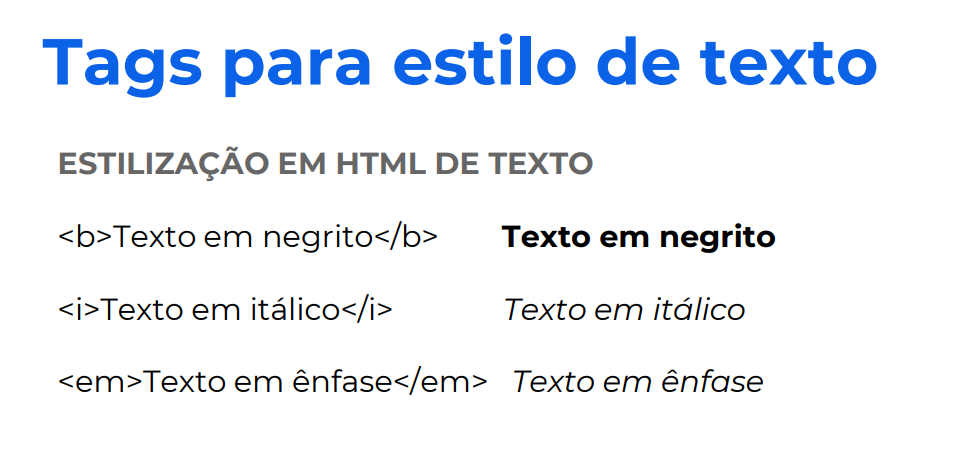 Tags para estilo de texto
ESTILIZAÇÃO EM HTML DE TEXTO
<b>Texto em negrito</b> Texto em negrito
<i>Texto em itálico</i> Texto em itálico
<em>Texto em ênfase</em> Texto em ênfase